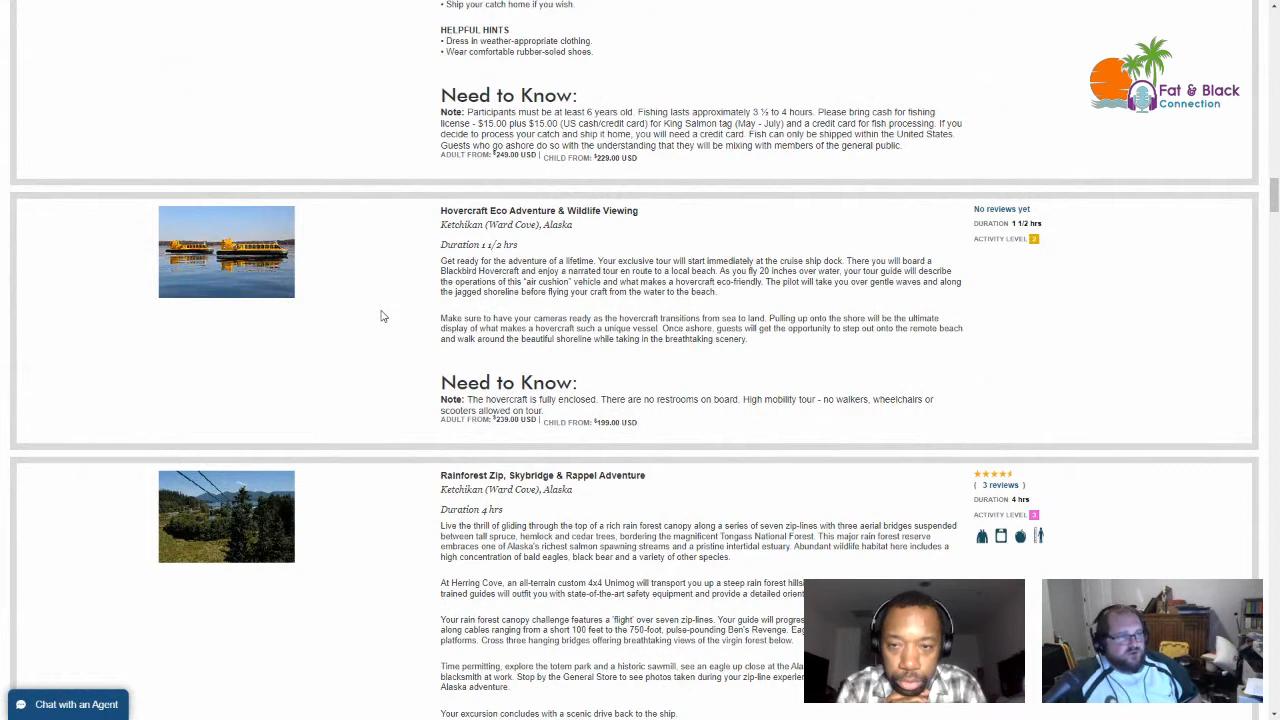 • Ship your catch home if you wish.
HELPFUL HINTS
• Dress in weather-appropriate clothing.
• Wear comfortable rubber-soled shoes.
Fat & Black
Connection
Need to Know:
Note: Participants must be at least 6 years old. Fishing lasts approximately 3 ½ to 4 hours. Please bring cash for fishing
license - $15.00 plus $15.00 (US cash/credit card) for King Salmon tag (May - July) and a credit card for fish processing. If you
decide to process your catch and ship it home, you will need a credit card. Fish can only be shipped within the United States.
Guests who go ashore do so with the understanding that they will be mixing with members of the general public.
ADULT FROM: $249.00 USD | CHILD FROM: $229.00 USD
Hovercraft Eco Adventure & Wildlife Viewing
No reviews yet
Ketchikan (Ward Cove), Alaska
DURATION 1 1/2 hrs
ACTIVITY LEVEL 2
Duration 1 1/2 hrs
Get ready for the adventure of a lifetime. Your exclusive tour will start immediately at the cruise ship dock. There you will board a
Blackbird Hovercraft and enjoy a narrated tour en route to a local beach. As you fly 20 inches over water, your tour guide will describe
the operations of this “air cushion” vehicle and what makes a hovercraft eco-friendly. The pilot will take you over gentle waves and along
the jagged shoreline before flying your craft from the water to the beach.
Make sure to have your cameras ready as the hovercraft transitions from sea to land. Pulling up onto the shore will be the ultimate
display of what makes a hovercraft such a unique vessel. Once ashore, guests will get the opportunity to step out onto the remote beach
and walk around the beautiful shoreline while taking in the breathtaking scenery.
Need to Know:
Note: The hovercraft is fully enclosed. There are no restrooms on board. High mobility tour - no walkers, wheelchairs or
scooters allowed on tour.
ADULT FROM: $239.00 USD | CHILD FROM: $199.00 USD
Rainforest Zip, Skybridge & Rappel Adventure
( 3 reviews )
Ketchikan (Ward Cove), Alaska
DURATION 4 hrs
ACTIVITY LEVEL 3
Duration 4 hrs
Live the thrill of gliding through the top of a rich rain forest canopy along a series of seven zip-lines with three aerial bridges suspended
between tall spruce, hemlock and cedar trees, bordering the magnificent Tongass National Forest. This major rain forest reserve
embraces one of Alaska's richest salmon spawning streams and a pristine intertidal estuary. Abundant wildlife habitat here includes a
high concentration of bald eagles, black bear and a variety of other species.
At Herring Cove, an all-terrain custom 4x4 Unimog will transport you up a steep rain forest
trained guides will outfit you with state-of-the-art safety equipment and provide a detailed
Your rain forest canopy challenge features a 'flight' over seven zip-lines. Your guide will
along cables ranging from a short 100 feet to the 750-foot, pulse-pounding Ben's Revenge.
platforms. Cross three hanging bridges offering breathtaking views of the virgin forest below.
Time permitting, explore the totem park and a historic sawmill, see an eagle up close at the
blacksmith at work. Stop by the General Store to see photos taken during your zip-line
Alaska adventure.
Your excursion concludes with a scenic drive back to the ship.
Chat with an Agent